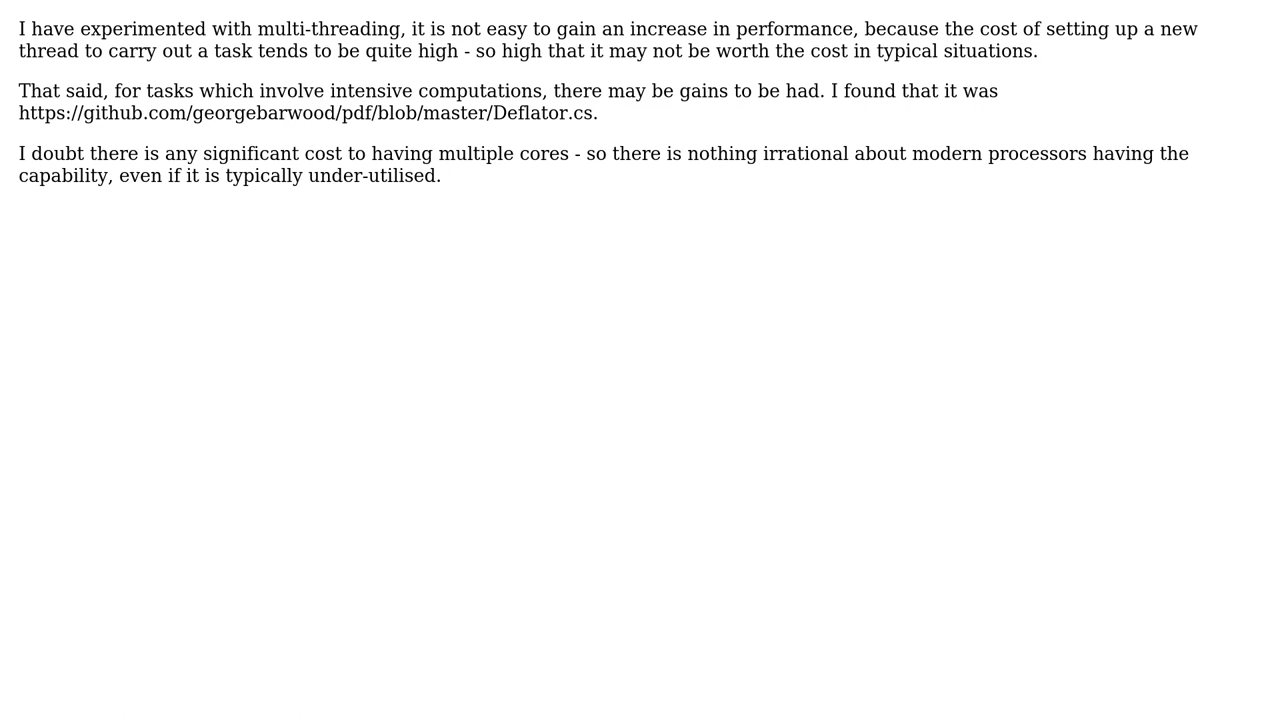 I have experimented with multi-threading, it is not easy to gain an increase in performance, because the cost of setting up a new
thread to carry out a task tends to be quite high - so high that it may not be worth the cost in typical situations.
That said, for tasks which involve intensive computations, there may be gains to be had. I found that it was
https://github.com/georgebarwood/pdf/blob/master/Deflator.cs.
I doubt there is any significant cost to having multiple cores - so there is nothing irrational about modern processors having the
capability, even if it is typically under-utilised.